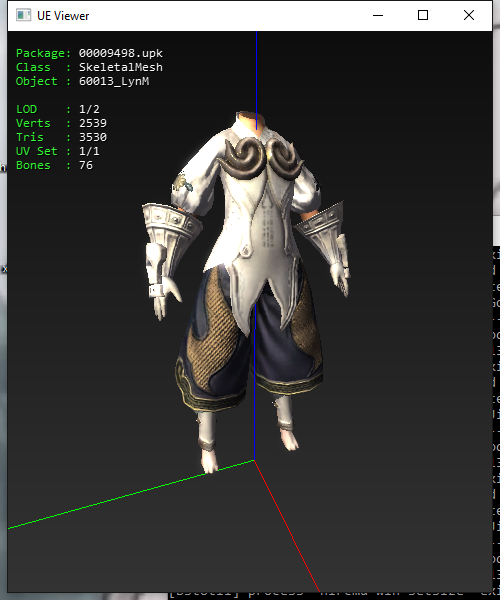 UE Viewer
Package: 00009498.upk
Class : SkeletalMesh
Object : 60013_LynM
LOD : 1/2
Verts : 2539
Tris : 3530
UV Set : 1/1
Bones : 76